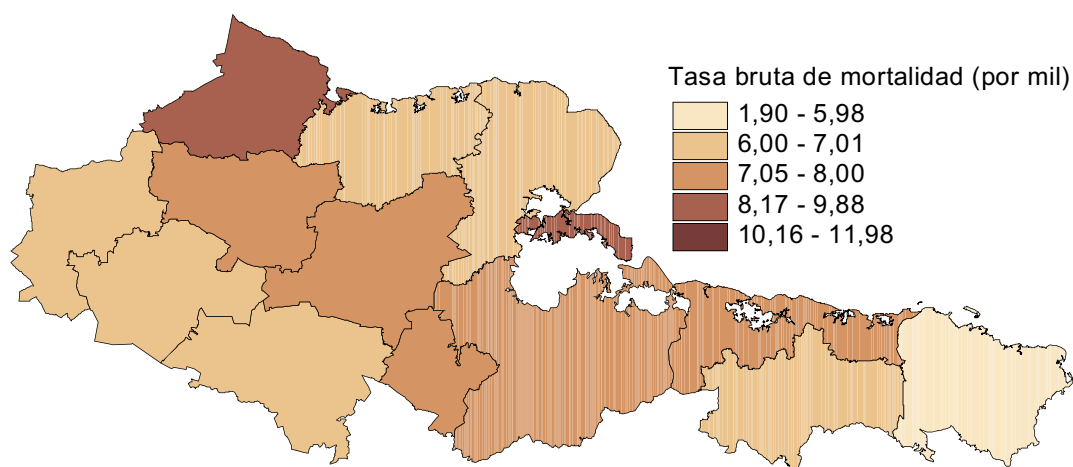 Tasa bruta de mortalidad (por mil)
1,90 - 5,98
6,00 - 7,01
7,05 - 8,00
8,17 - 9,88
10,16 - 11,98